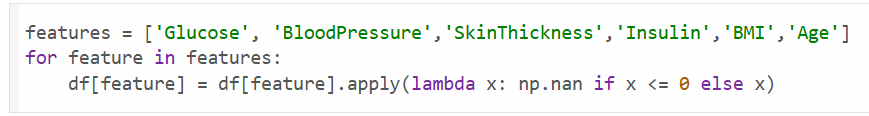 features = ['Glucose', 'BloodPressure','SkinThickness','Insulin','BMI','Age']
for feature in features:
    df[feature] = df[feature].apply(lambda x: np.nan if x <= 0 else x)